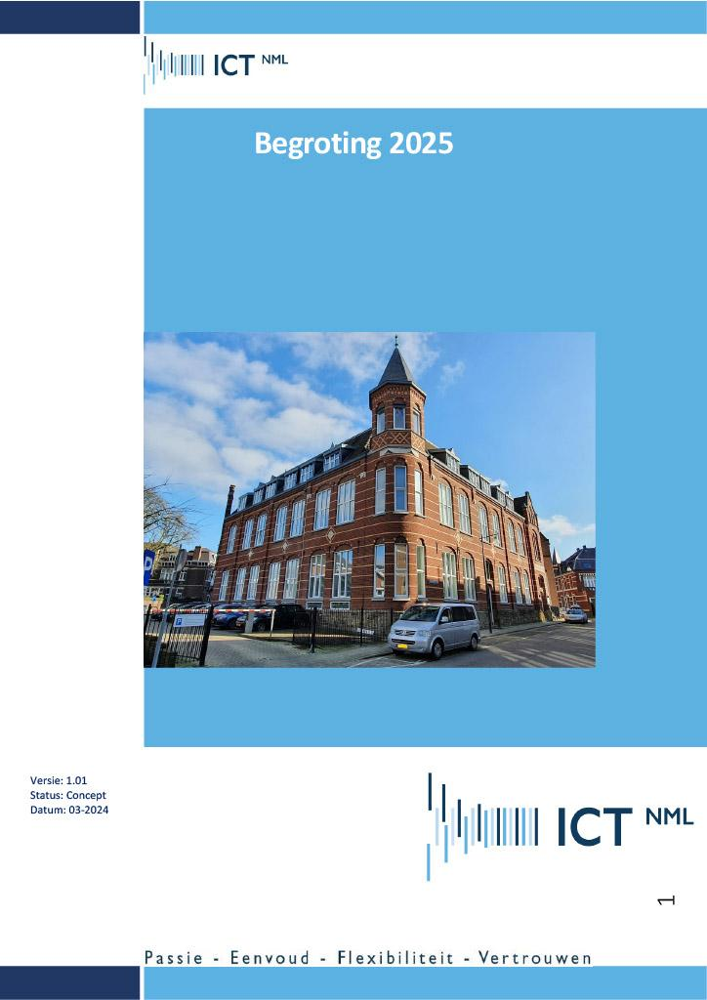 ICT NML
Begroting 2025
D
P
Versie: 1.01
Status: Concept
Datum: 03-2024
ICT NML
1
Passie - Eenvoud - Flexibiliteit - Vertrouwen